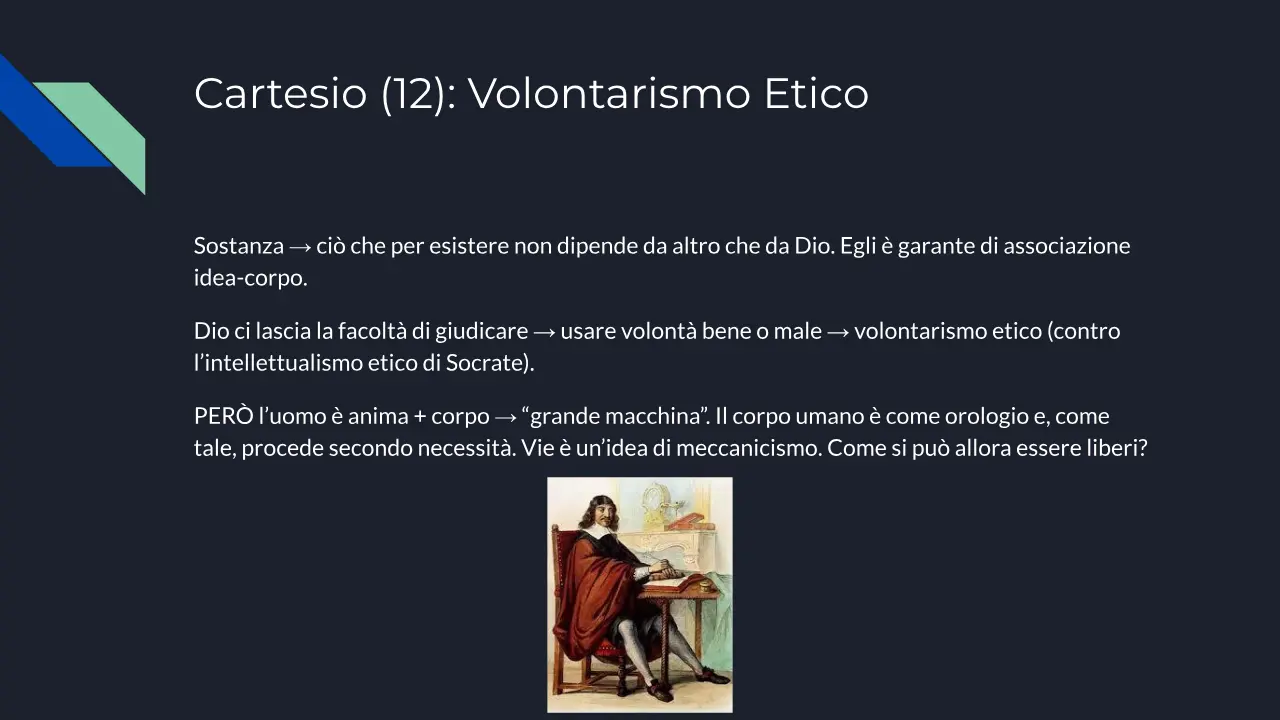 Cartesio (12): Volontarismo Etico
Sostanza → ciò che per esistere non dipende da altro che da Dio. Egli è garante di associazione
idea-corpo.
Dio ci lascia la facoltà di giudicare → usare volontà bene o male → volontarismo etico (contro
l’intellettualismo etico di Socrate).
PERÒ l’uomo è anima + corpo → “grande macchina”. Il corpo umano è come orologio e, come
tale, procede secondo necessità. Vie è un’idea di meccanicismo. Come si può allora essere liberi?